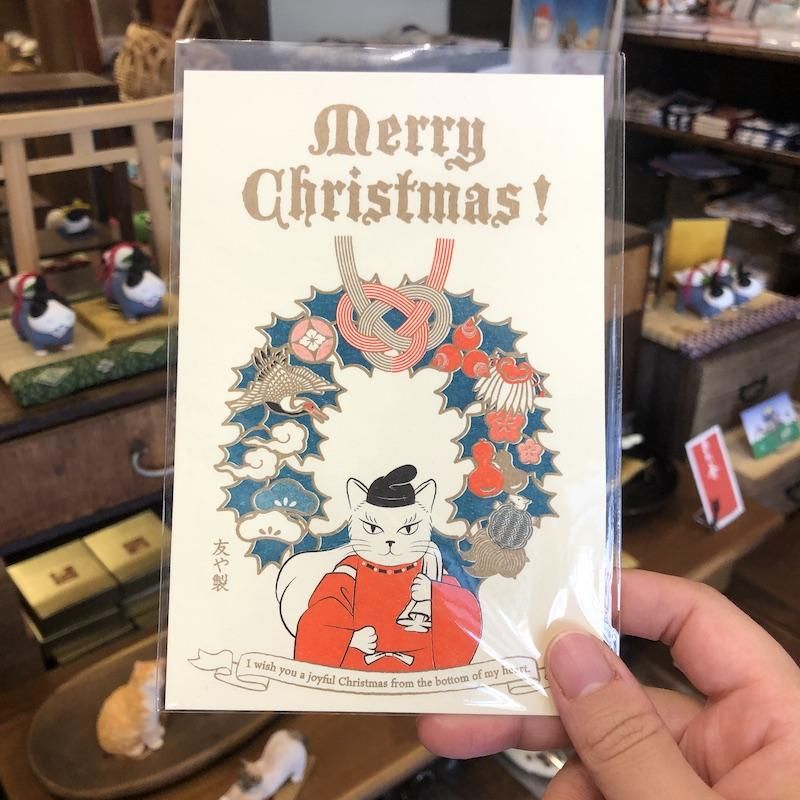 Merry
Christmas!
友や製
I wish you a joyful Christmas from the bottom of my heart.